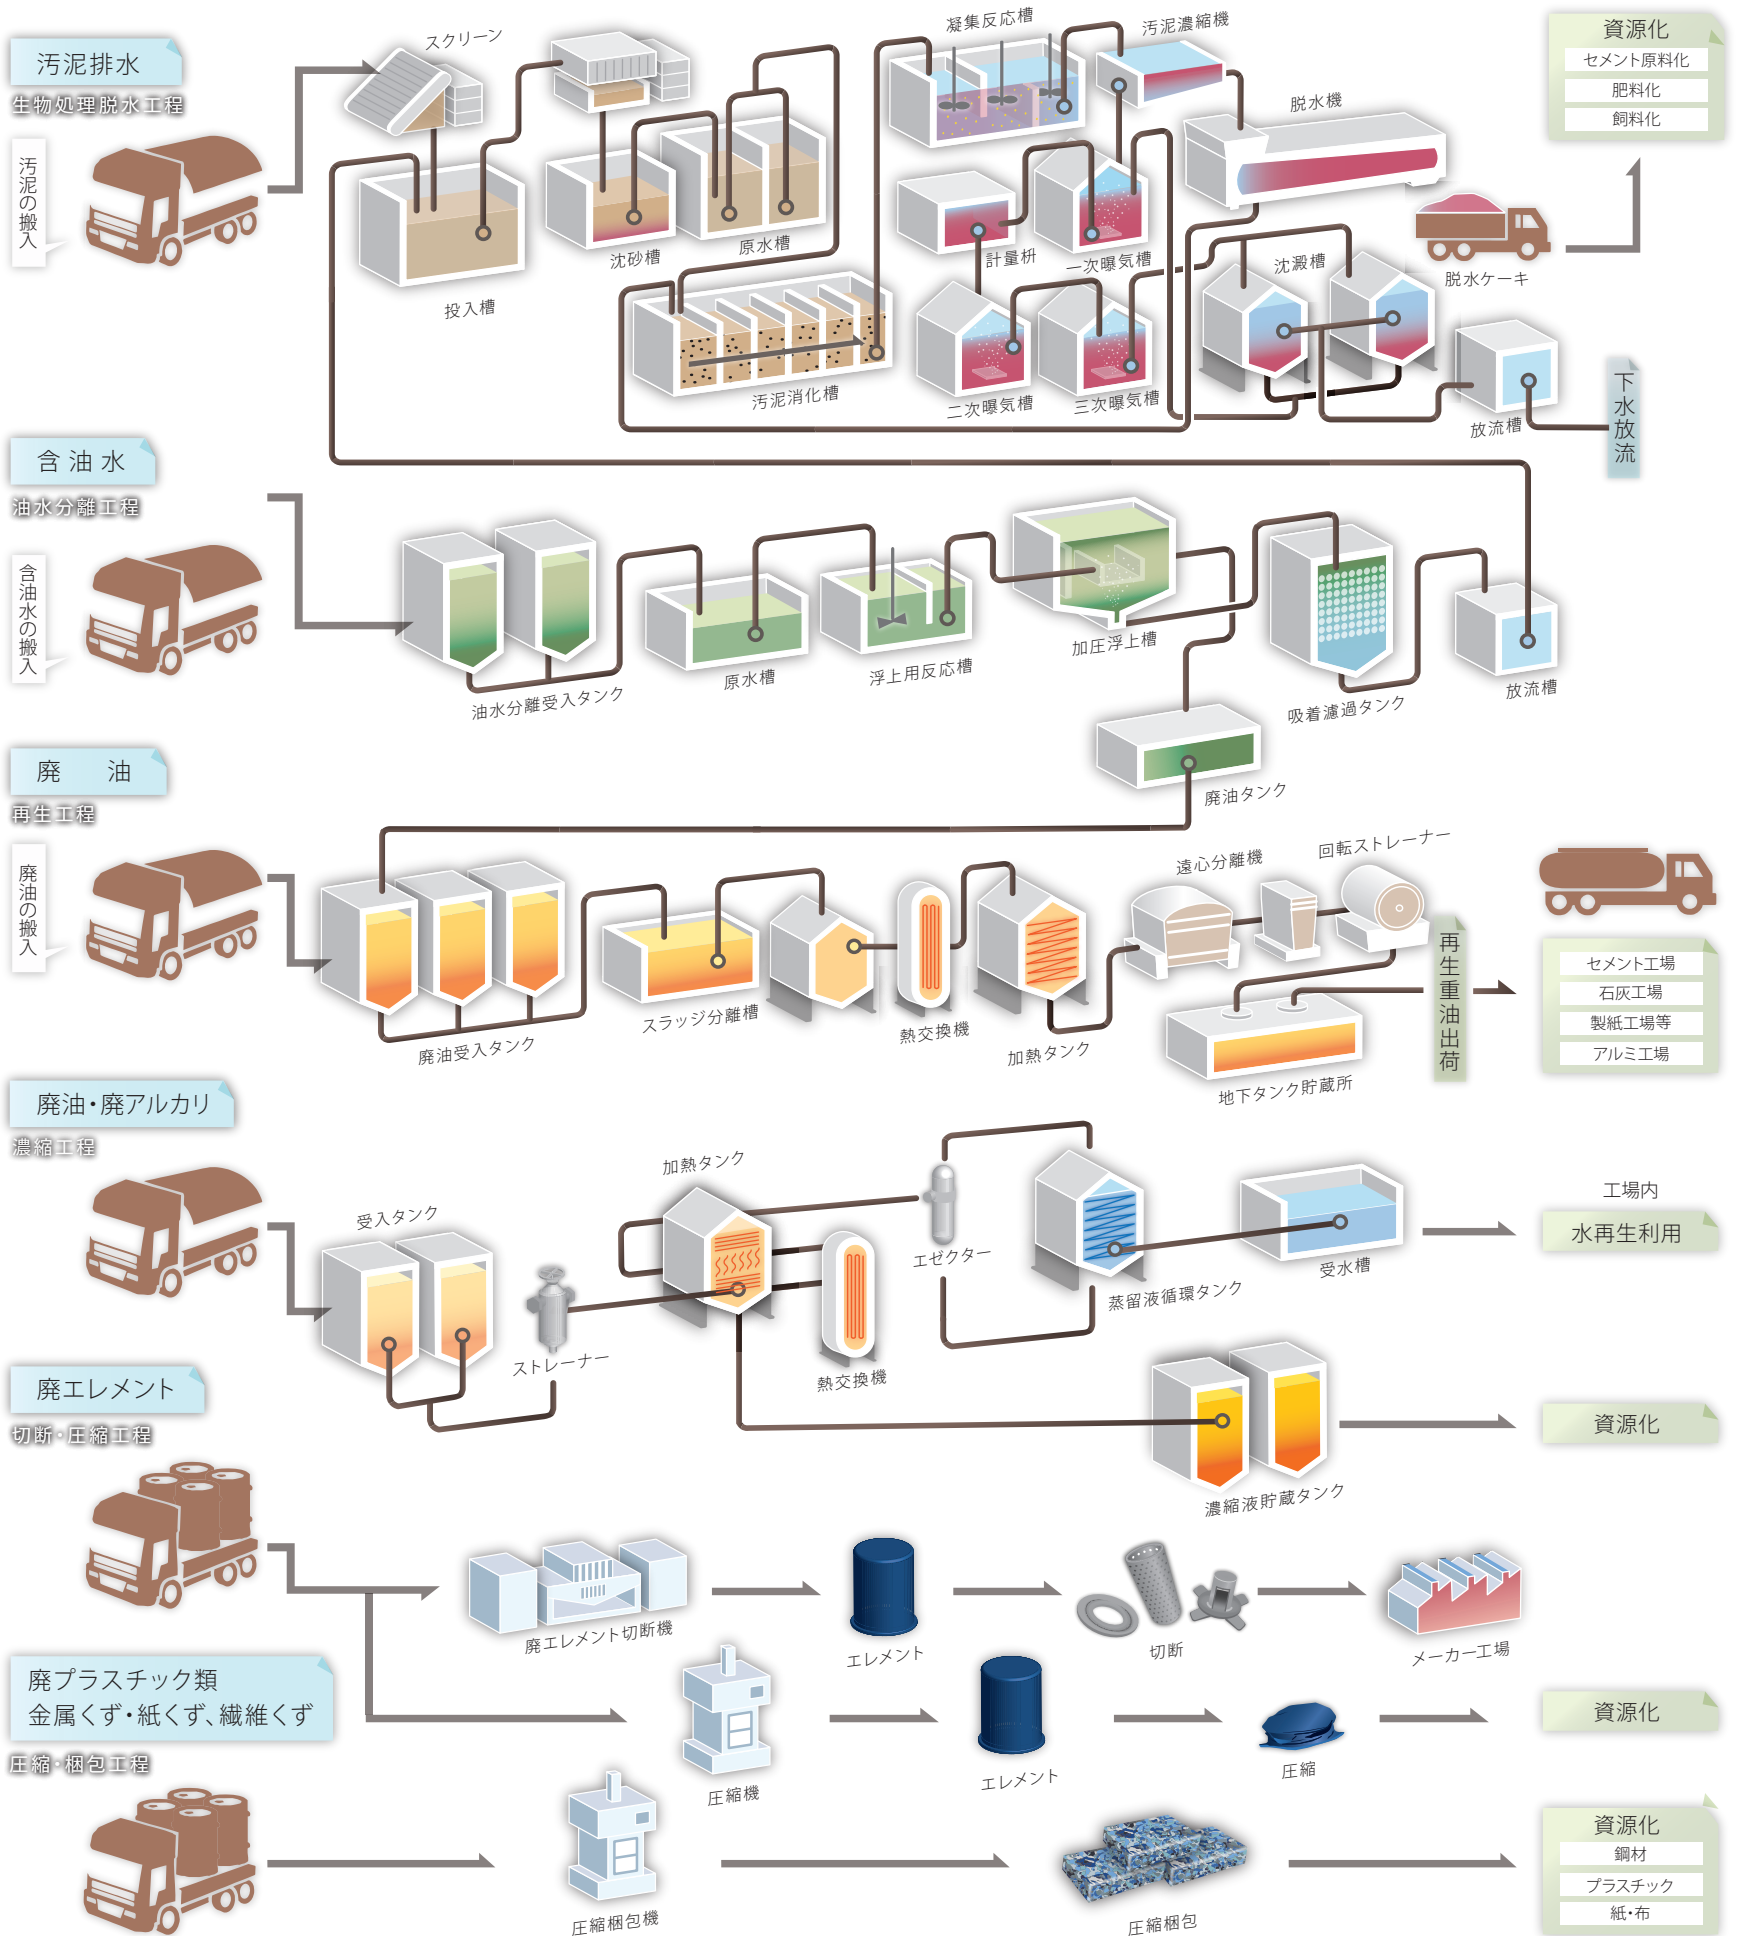 汚泥排水
生物処理脱水工程
汚泥の搬入
スクリーン
投入槽
沈砂槽
原水槽
汚泥消化槽
凝集反応槽
汚泥濃縮機
脱水機
計量枡
一次曝気槽
二次曝気槽
三次曝気槽
沈澱槽
脱水ケーキ
放流槽
下水放流
資源化
セメント原料化
肥料化
飼料化
含油水
油水分離工程
含油水の搬入
油水分離受入タンク
原水槽
浮上用反応槽
加圧浮上槽
吸着濾過タンク
放流槽
廃油タンク
廃 油
再生工程
廃油の搬入
廃油受入タンク
スラッジ分離槽
熱交換機
加熱タンク
遠心分離機
回転ストレーナー
地下タンク貯蔵所
再生重油出荷
セメント工場
石灰工場
製紙工場等
アルミ工場
廃油・廃アルカリ
濃縮工程
受入タンク
ストレーナー
加熱タンク
熱交換機
エゼクター
蒸留液循環タンク
受水槽
工場内
水再生利用
濃縮液貯蔵タンク
資源化
廃エレメント
切断・圧縮工程
廃エレメント切断機
エレメント
切断
メーカー工場
圧縮機
エレメント
圧縮
資源化
廃プラスチック類
金属くず・紙くず、繊維くず
圧縮・梱包工程
圧縮梱包機
圧縮梱包
資源化
鋼材
プラスチック
紙・布